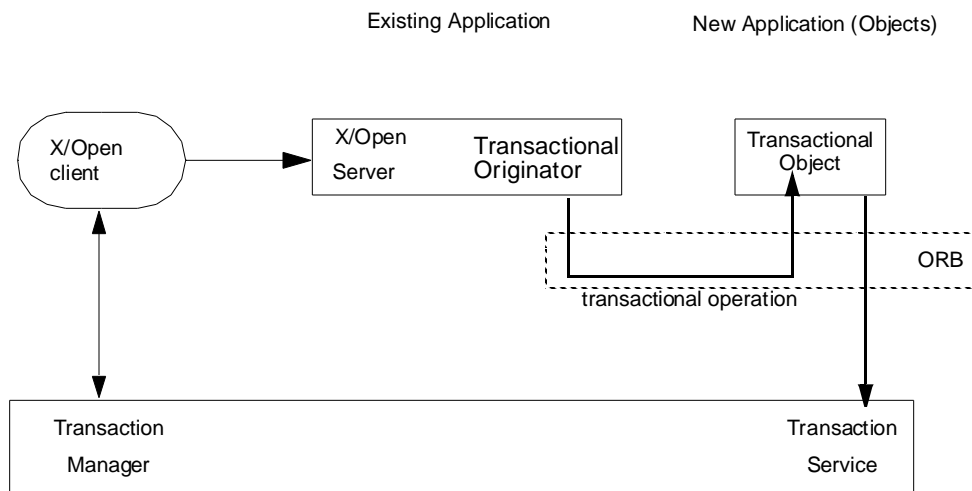 Existing Application
New Application (Objects)
X/Open
client
X/Open
Server
Transactional
Originator
Transactional
Object
ORB
transactional operation
Transaction
Manager
Transaction
Service